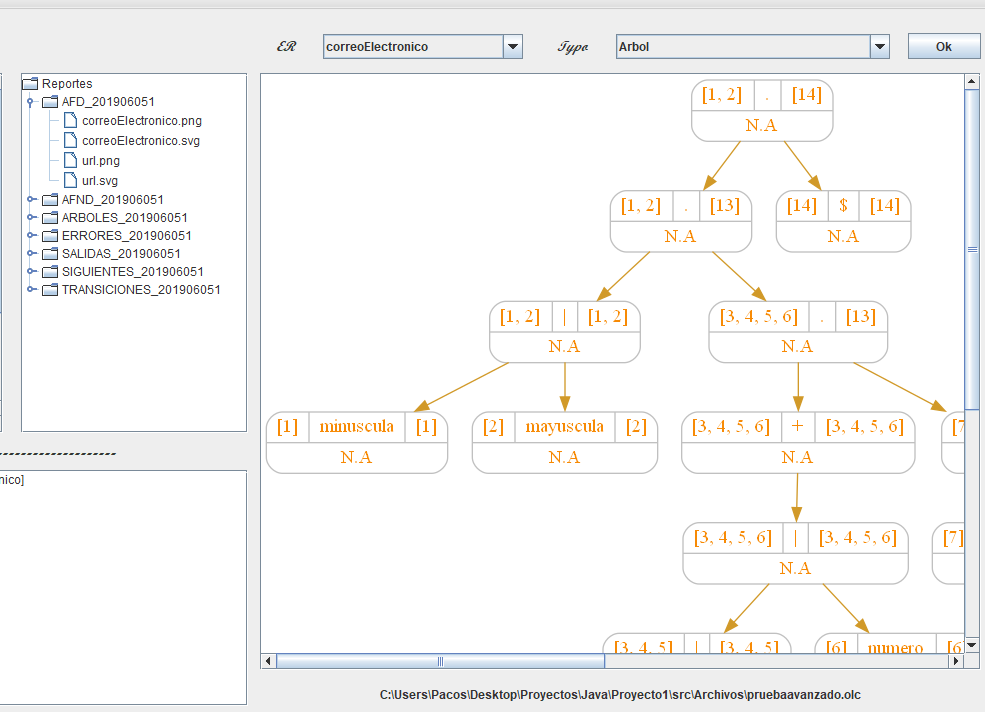 ER correoElectronico Typo Arbol Ok
Reportes
AFD_201906051
correoElectronico.png
correoElectronico.svg
url.png
url.svg
AFND_201906051
ARBOLES_201906051
ERRORES_201906051
SALIDAS_201906051
SIGUIENTES_201906051
TRANSICIONES_201906051
nico]
[1, 2] . [14]
N.A
[1, 2] . [13]
N.A
[14] $ [14]
N.A
[1, 2] | [1, 2]
N.A
[3, 4, 5, 6] . [13]
N.A
[1] minuscula [1]
N.A
[2] mayuscula [2]
N.A
[3, 4, 5, 6] + [3, 4, 5, 6]
N.A
[7
[3, 4, 5, 6] | [3, 4, 5, 6]
N.A
[7]
[3, 4, 5] | [3, 4, 5]
[6] numero [6
C:\Users\Pacos\Desktop\Proyectos\Java\Proyecto1\src\Archivos\pruebaavanzado.olc